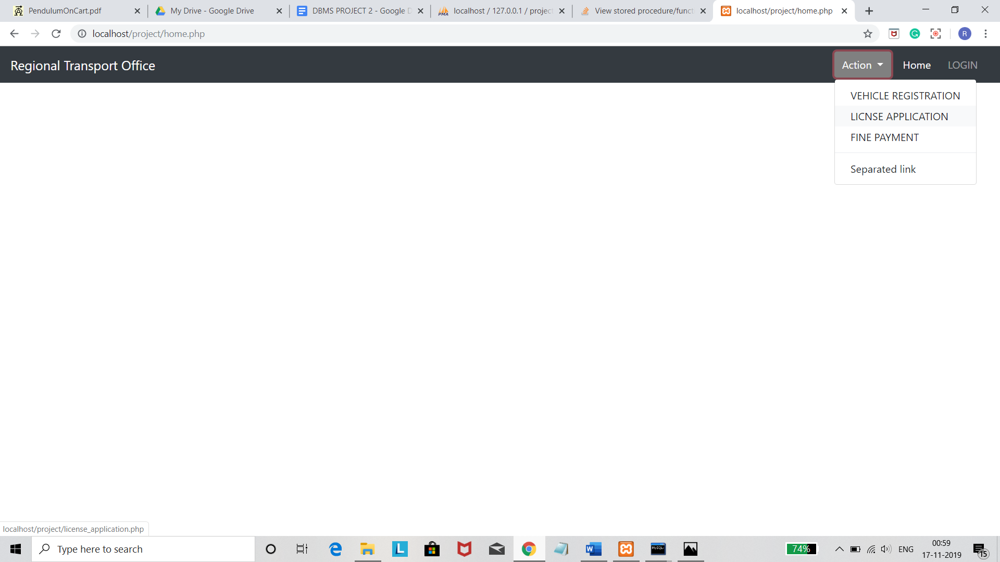 PendulumOnCart.pdf
My Drive - Google Drive
DBMS PROJECT 2 - Google D
localhost / 127.0.0.1 / project
View stored procedure/funct
localhost/project/home.php
localhost/project/home.php
R
Regional Transport Office
Action
Home
LOGIN
VEHICLE REGISTRATION
LICNSE APPLICATION
FINE PAYMENT
Separated link
localhost/project/license_application.php
Type here to search
74%
ENG
00:59
17-11-2019
15